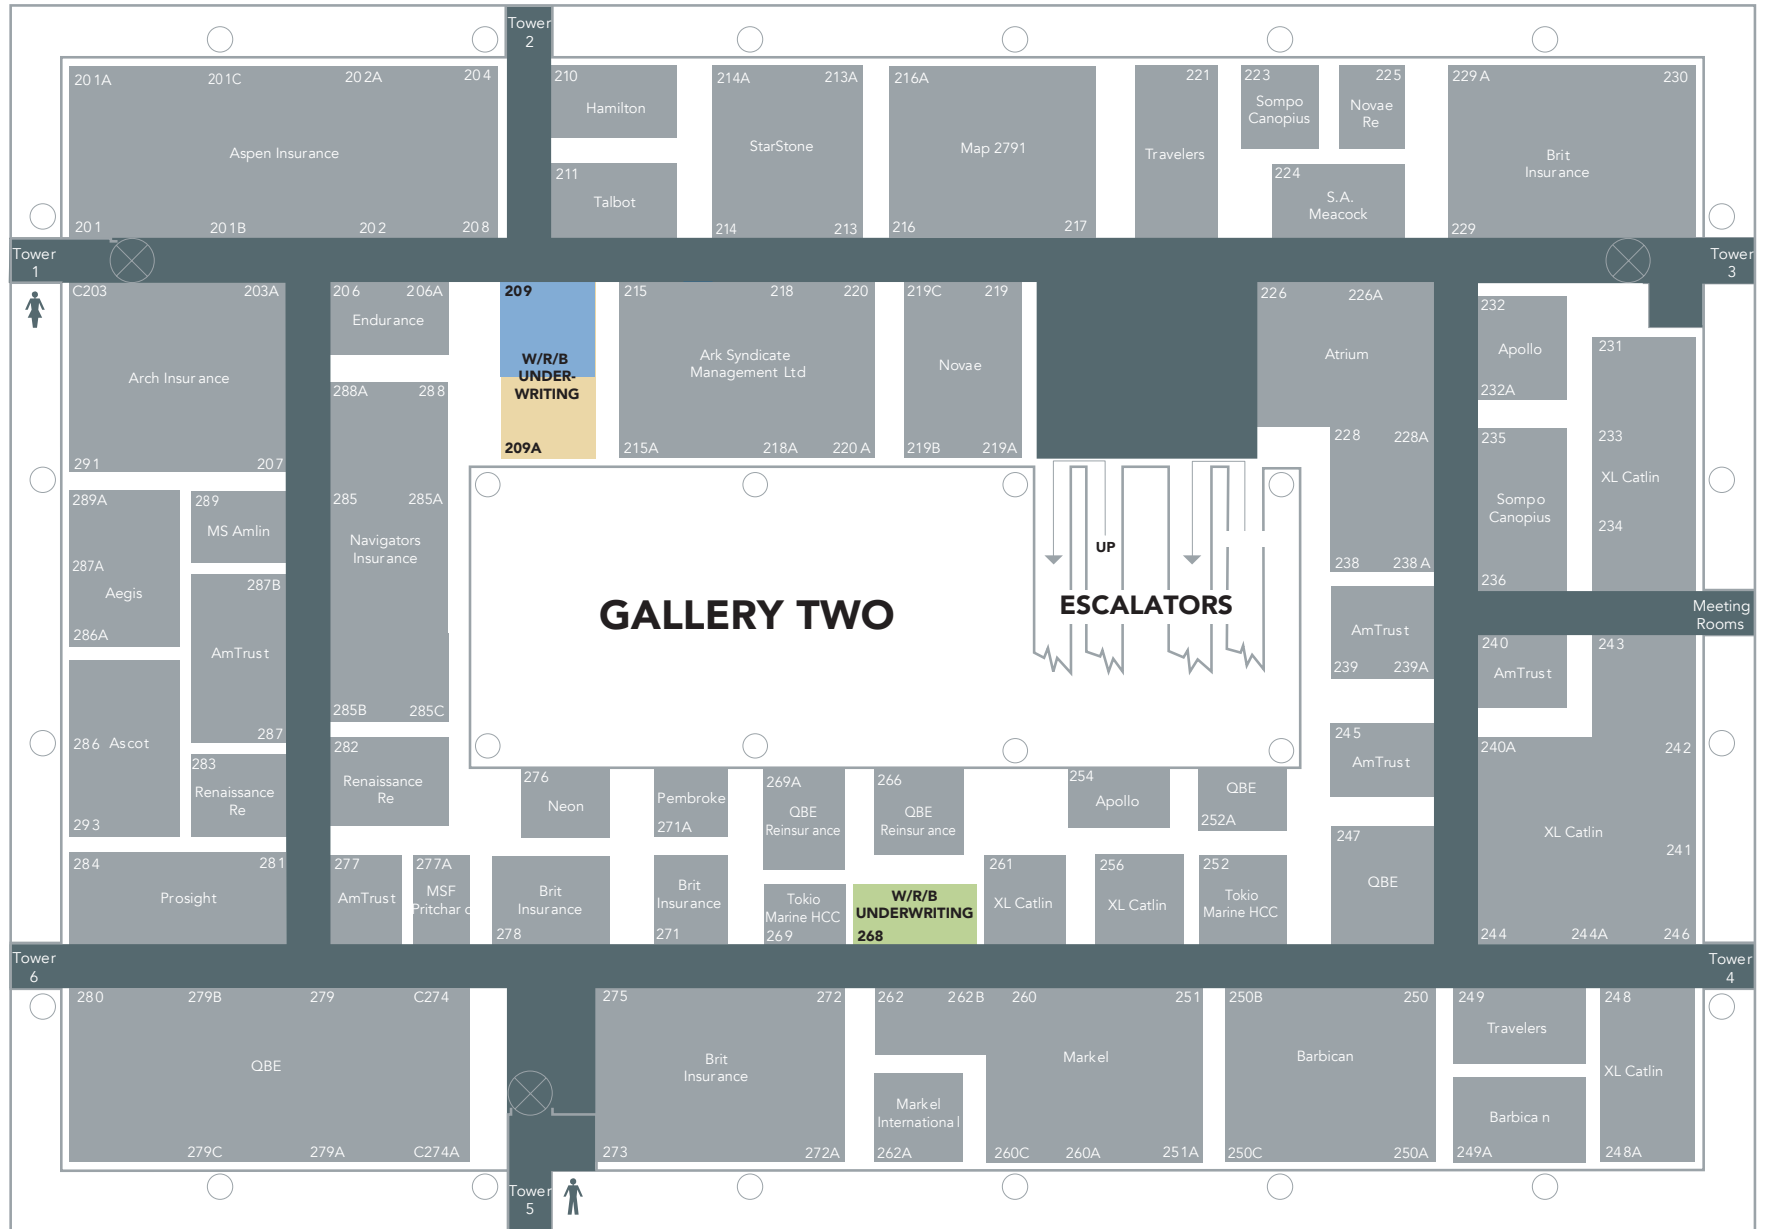 Tower
2
201A 201C 202A 204
Aspen Insurance
201 201B 202 208
210
Hamilton
211
Talbot
214A 213A
StarStone
214 213
216A
Map 2791
216 217
221
Travelers
223
Sompo
Canopius
225
Novae
Re
224
S.A.
Meacock
229A 230
Brit
Insurance
229
Tower
1
Tower
3
C203 203A
Arch Insurance
291 207
206 206A
Endurance
209
W/R/B
UNDER-
WRITING
209A
215 218 220
Ark Syndicate
Management Ltd
215A 218A 220A
219C 219
Novae
219B 219A
226 226A
Atrium
228 228A
238 238A
232
Apollo
232A
231
233
XL Catlin
234
235
Sompo
Canopius
236
288A 288
285 285A
Navigators
Insurance
285B 285C
289A
287A
Aegis
286A
289
MS Amlin
287B
AmTrust
287
286 Ascot
293
283
Renaissance
Re
282
Renaissance
Re
GALLERY TWO
UP
ESCALATORS
AmTrust
239 239A
Meeting
Rooms
240
AmTrust
243
245
AmTrust
240A 242
XL Catlin
241
244 244A 246
276
Neon
Pembroke
271A
269A
QBE
Reinsurance
266
QBE
Reinsurance
254
Apollo
QBE
252A
247
QBE
284 281
Prosight
277
AmTrust
277A
MSF
Pritchard
Brit
Insurance
278
Brit
Insurance
271
Tokio
Marine HCC
269
W/R/B
UNDERWRITING
268
261
XL Catlin
256
XL Catlin
252
Tokio
Marine HCC
Tower
6
Tower
4
280 279B 279 C274
QBE
279C 279A C274A
275 272
Brit
Insurance
273 272A
262 262B 260 251
Markel
260C 260A 251A
Markel
International
262A
250B 250
Barbican
250C 250A
249
Travelers
Barbican
249A
248
XL Catlin
248A
Tower
5